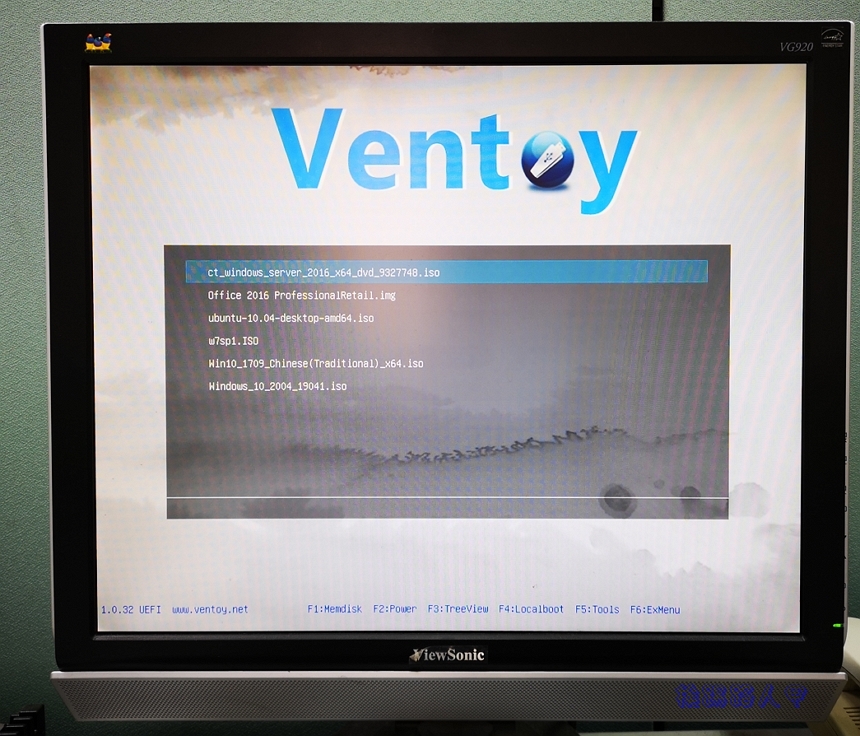 VG920
Ventoy
ct_windows_server_2016_x64_dvd_9327748.iso
Office 2016 ProfessionalRetail.img
ubuntu-10.04-desktop-amd64.iso
w7sp1.ISO
Win10_1709_Chinese(Traditional)_x64.iso
Windows_10_2004_19041.iso
1.0.32 UEFI www.ventoy.net F1:Memdisk F2:Power F3:TreeView F4:Localboot F5:Tools F6:ExMenu
ViewSonic